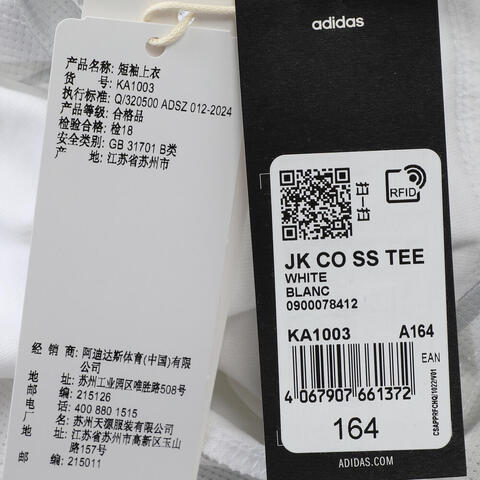 产品名称: 短袖上衣
货 号: KA1003
执行标准: Q/320500 ADSZ 012-2024
产品等级: 合格品
检验合格: 检18
安全类别: GB 31701 B类
产 地: 江苏省苏州市
经 销 商: 阿迪达斯体育(中国)有限
公司
地 址: 苏州工业园区唯胜路508号
邮 编: 215126
电 话: 400 880 1515
厂 名: 苏州天源服装有限公司
地 址: 江苏省苏州市高新区玉山
路157号
邮 编: 215011
adidas
RFID
JK CO SS TEE
WHITE
BLANC
0900078412
KA1003 A164
EAN
4 067907 661372
164
ADIDAS.COM